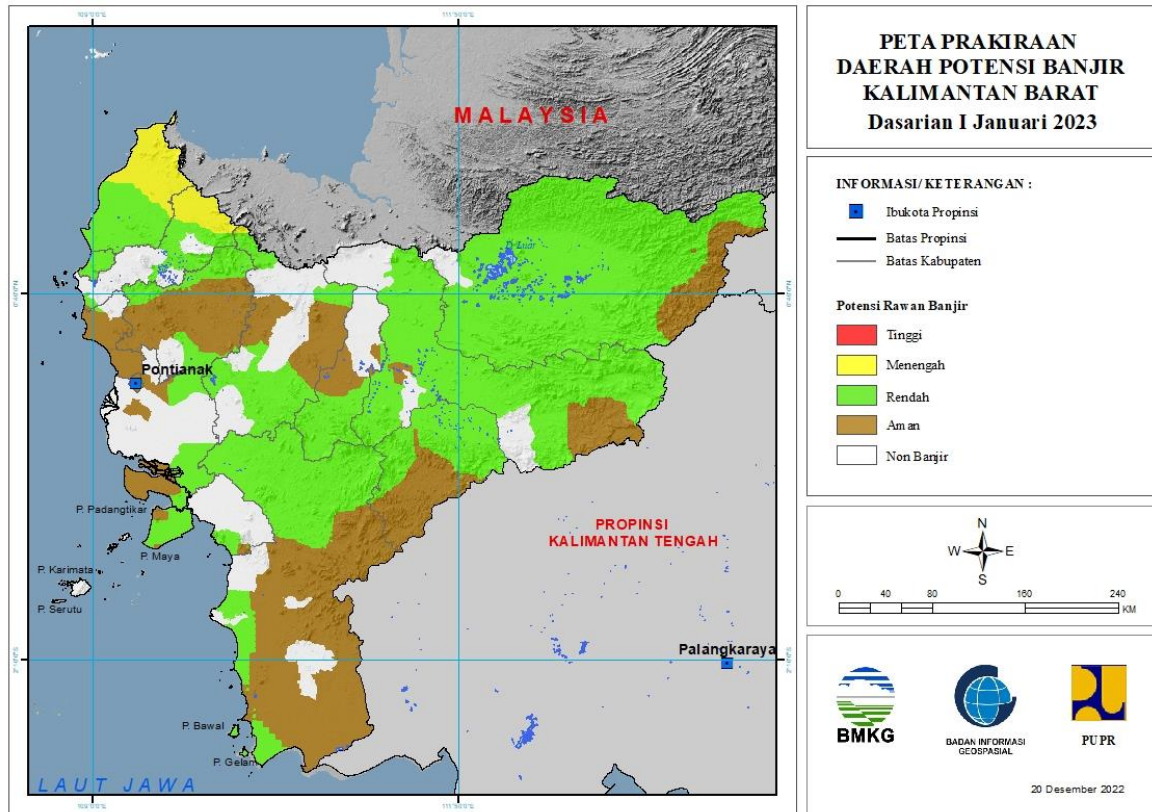 MALAYSIA
D. Luar
Pontianak
P. Padangtikar
P. Maya
P. Karimata
P. Serutu
PROPINSI
KALIMANTAN TENGAH
Palangkaraya
P. Bawal
P. Gelam
LAUT JAWA
PETA PRAKIRAAN
DAERAH POTENSI BANJIR
KALIMANTAN BARAT
Dasarian I Januari 2023
INFORMASI/ KETERANGAN :
Ibukota Propinsi
Batas Propinsi
Batas Kabupaten
Potensi Rawan Banjir
Tinggi
Menengah
Rendah
Aman
Non Banjir
N
W E
S
0 40 80 160 240
KM
BMKG
BADAN INFORMASI
GEOSPASIAL
PUPR
20 Desember 2022